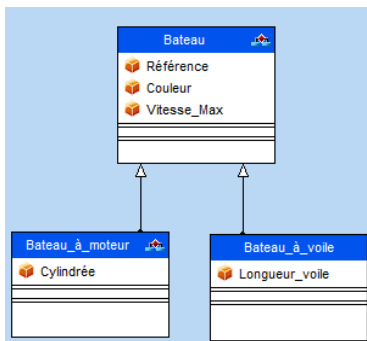 Bateau
Référence
Couleur
Vitesse_Max
Bateau_à_moteur
Cylindrée
Bateau_à_voile
Longueur_voile